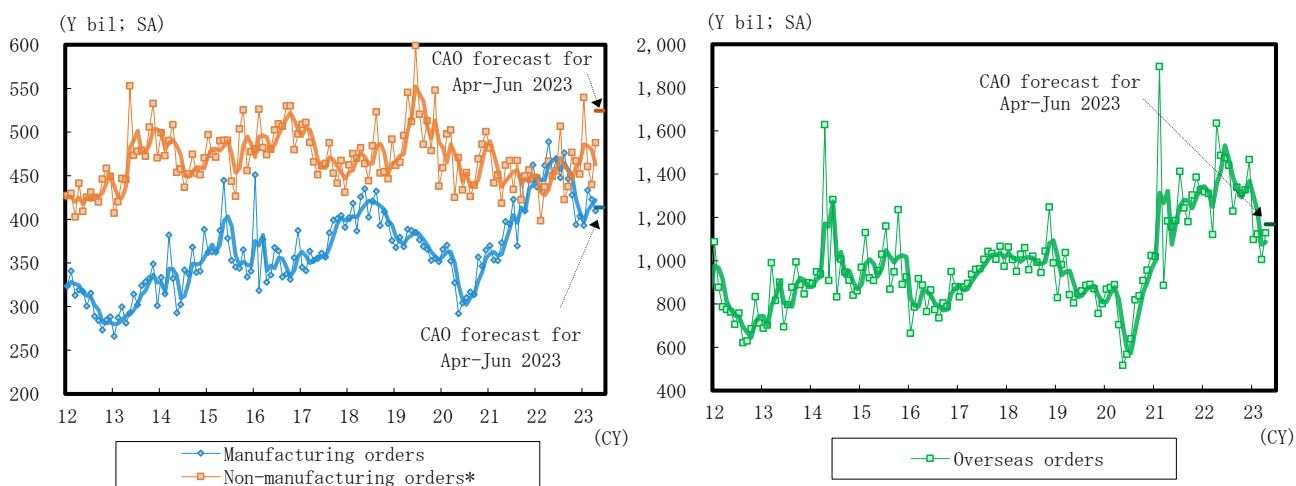 (Y bil; SA)
600
550
500
450
400
350
300
250
200
CAO forecast for
Apr-Jun 2023
CAO forecast for
Apr-Jun 2023
12 13 14 15 16 17 18 19 20 21 22 23
(CY)
Manufacturing orders
Non-manufacturing orders*
(Y bil; SA)
2,000
1,800
1,600
1,400
1,200
1,000
800
600
400
CAO forecast for
Apr-Jun 2023
12 13 14 15 16 17 18 19 20 21 22 23
(CY)
Overseas orders